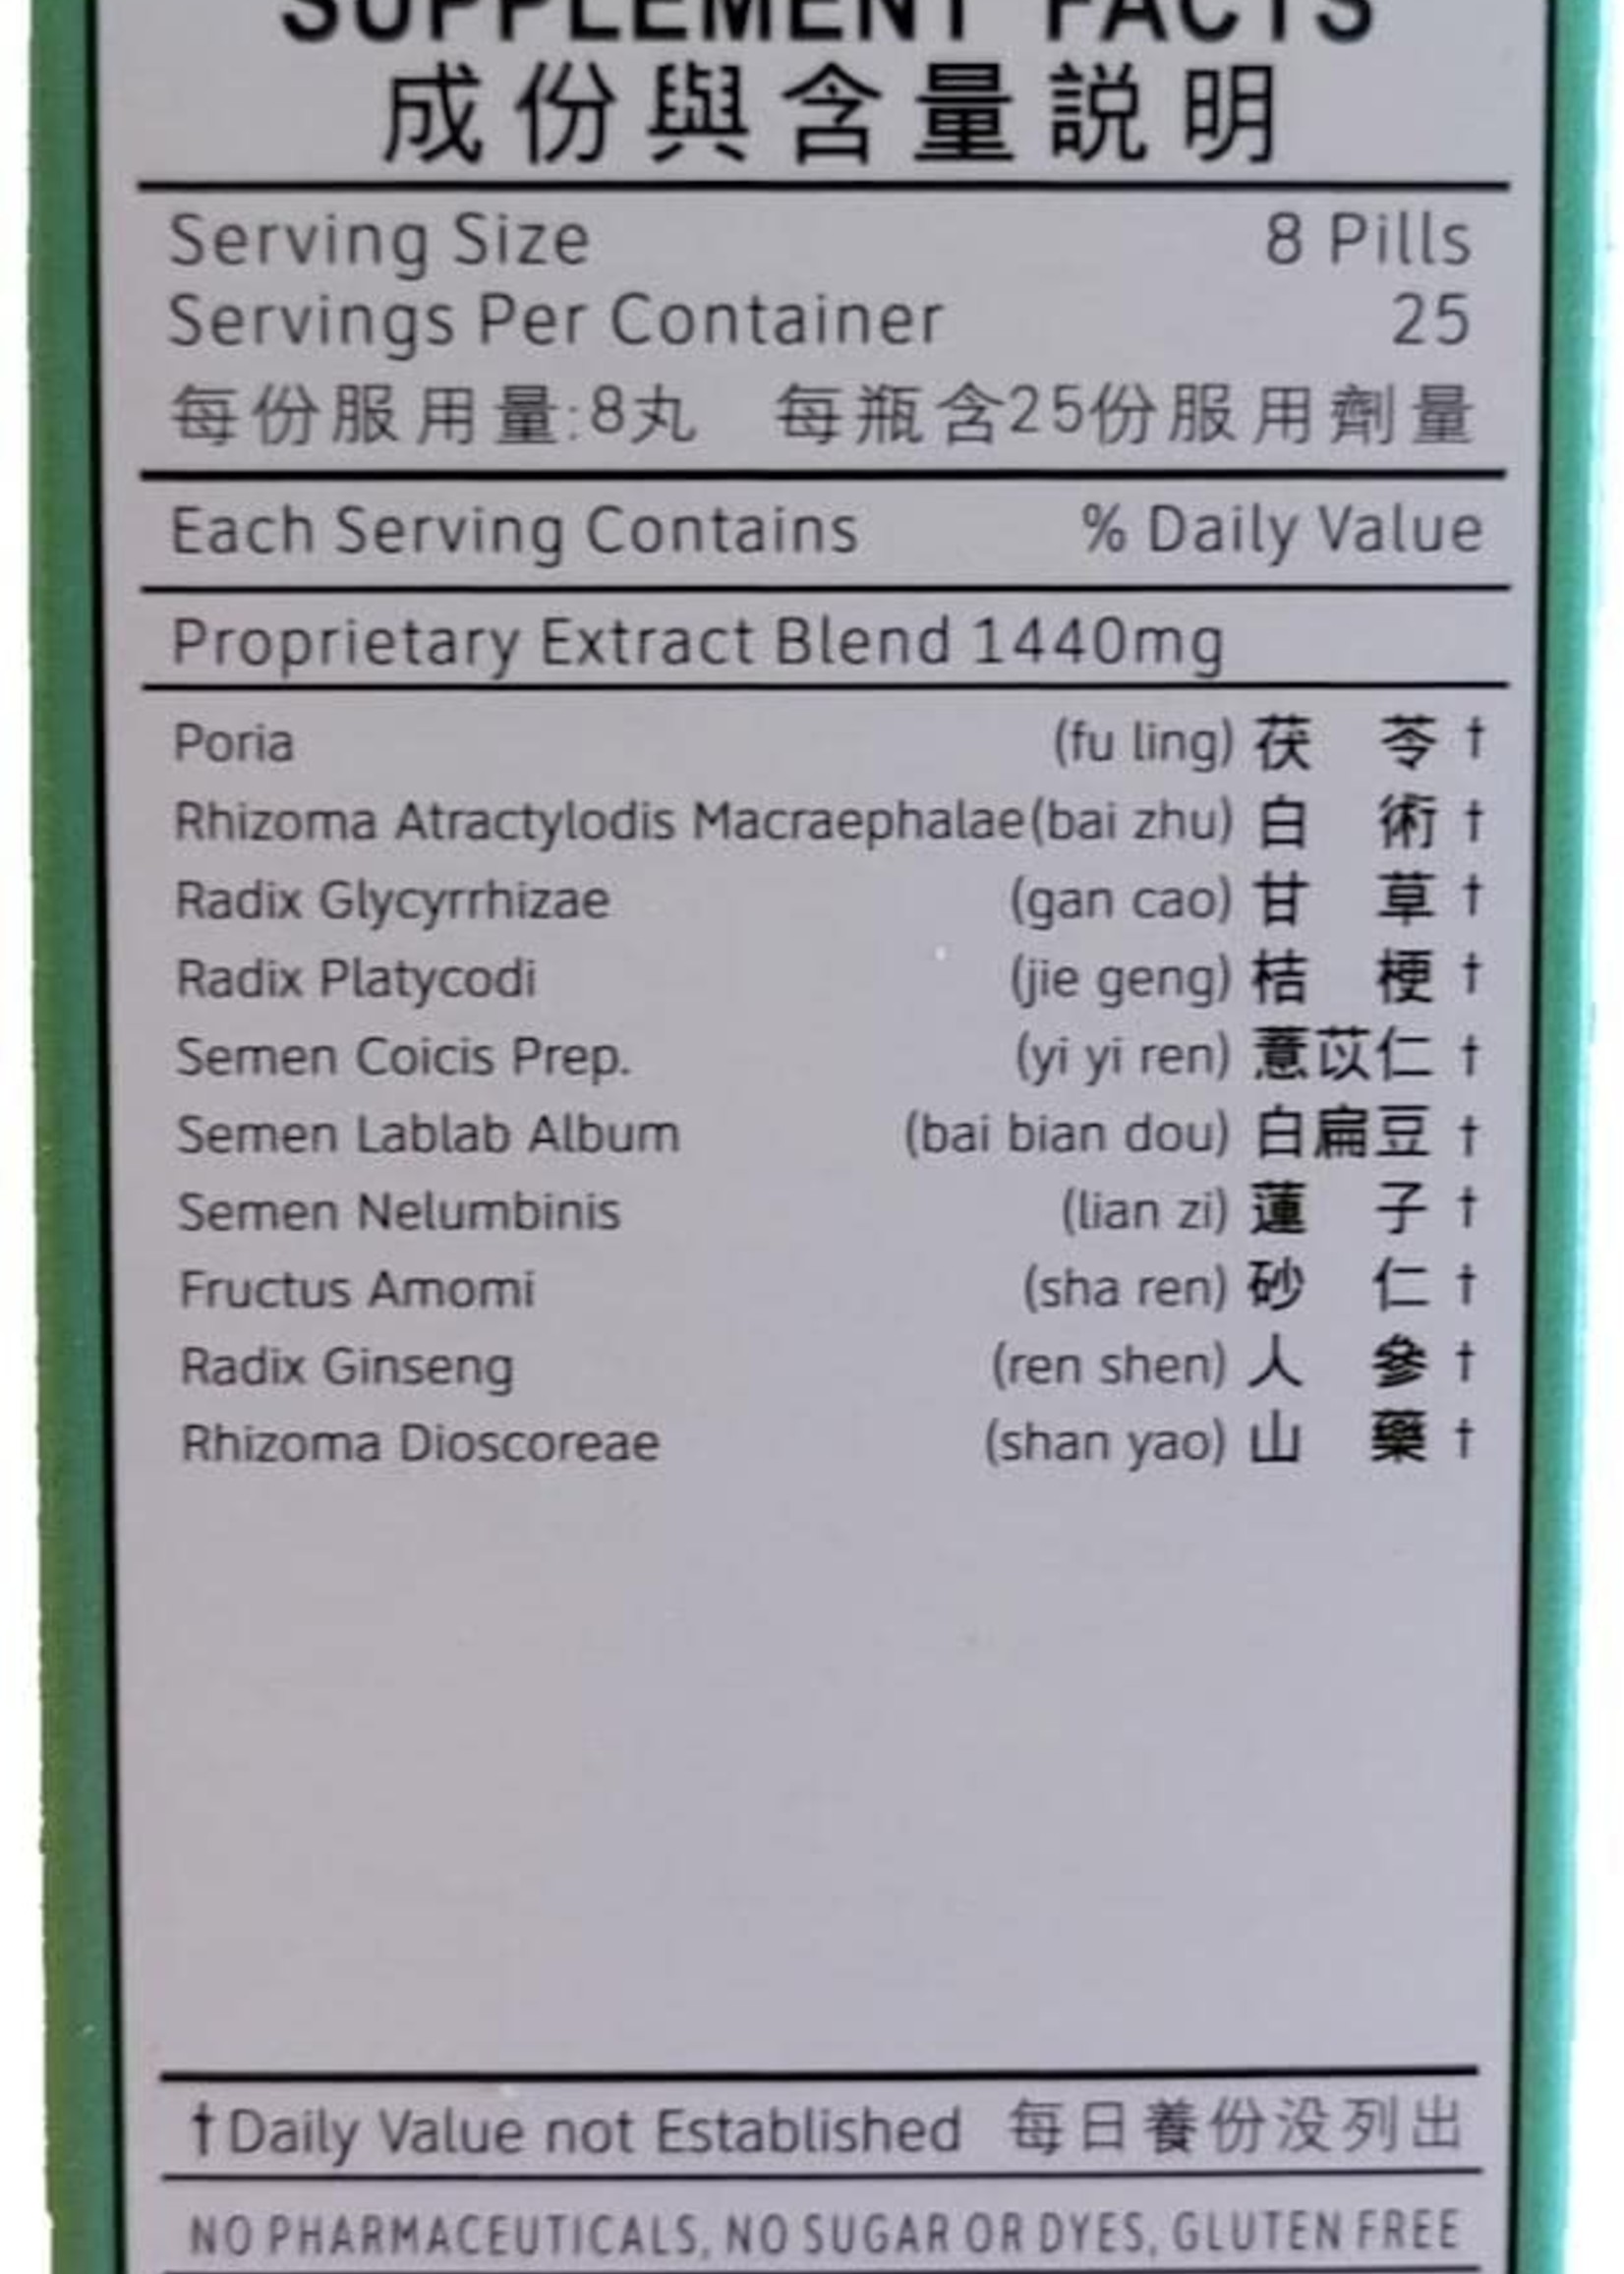 SUPPLEMENT FACTS
成份與含量説明
Serving Size 8 Pills
Servings Per Container 25
每份服用量:8丸 每瓶含25份服用劑量
Each Serving Contains % Daily Value
Proprietary Extract Blend 1440mg
Poria (fu ling) 茯 苓 †
Rhizoma Atractylodis Macraephalae(bai zhu) 白 術 †
Radix Glycyrrhizae (gan cao) 甘 草 †
Radix Platycodi (jie geng) 桔 梗 †
Semen Coicis Prep. (yi yi ren) 薏苡仁 †
Semen Lablab Album (bai bian dou) 白扁豆 †
Semen Nelumbinis (lian zi) 蓮 子 †
Fructus Amomi (sha ren) 砂 仁 †
Radix Ginseng (ren shen) 人 參 †
Rhizoma Dioscoreae (shan yao) 山 藥 †
†Daily Value not Established 每日養份没列出
NO PHARMACEUTICALS, NO SUGAR OR DYES, GLUTEN FREE